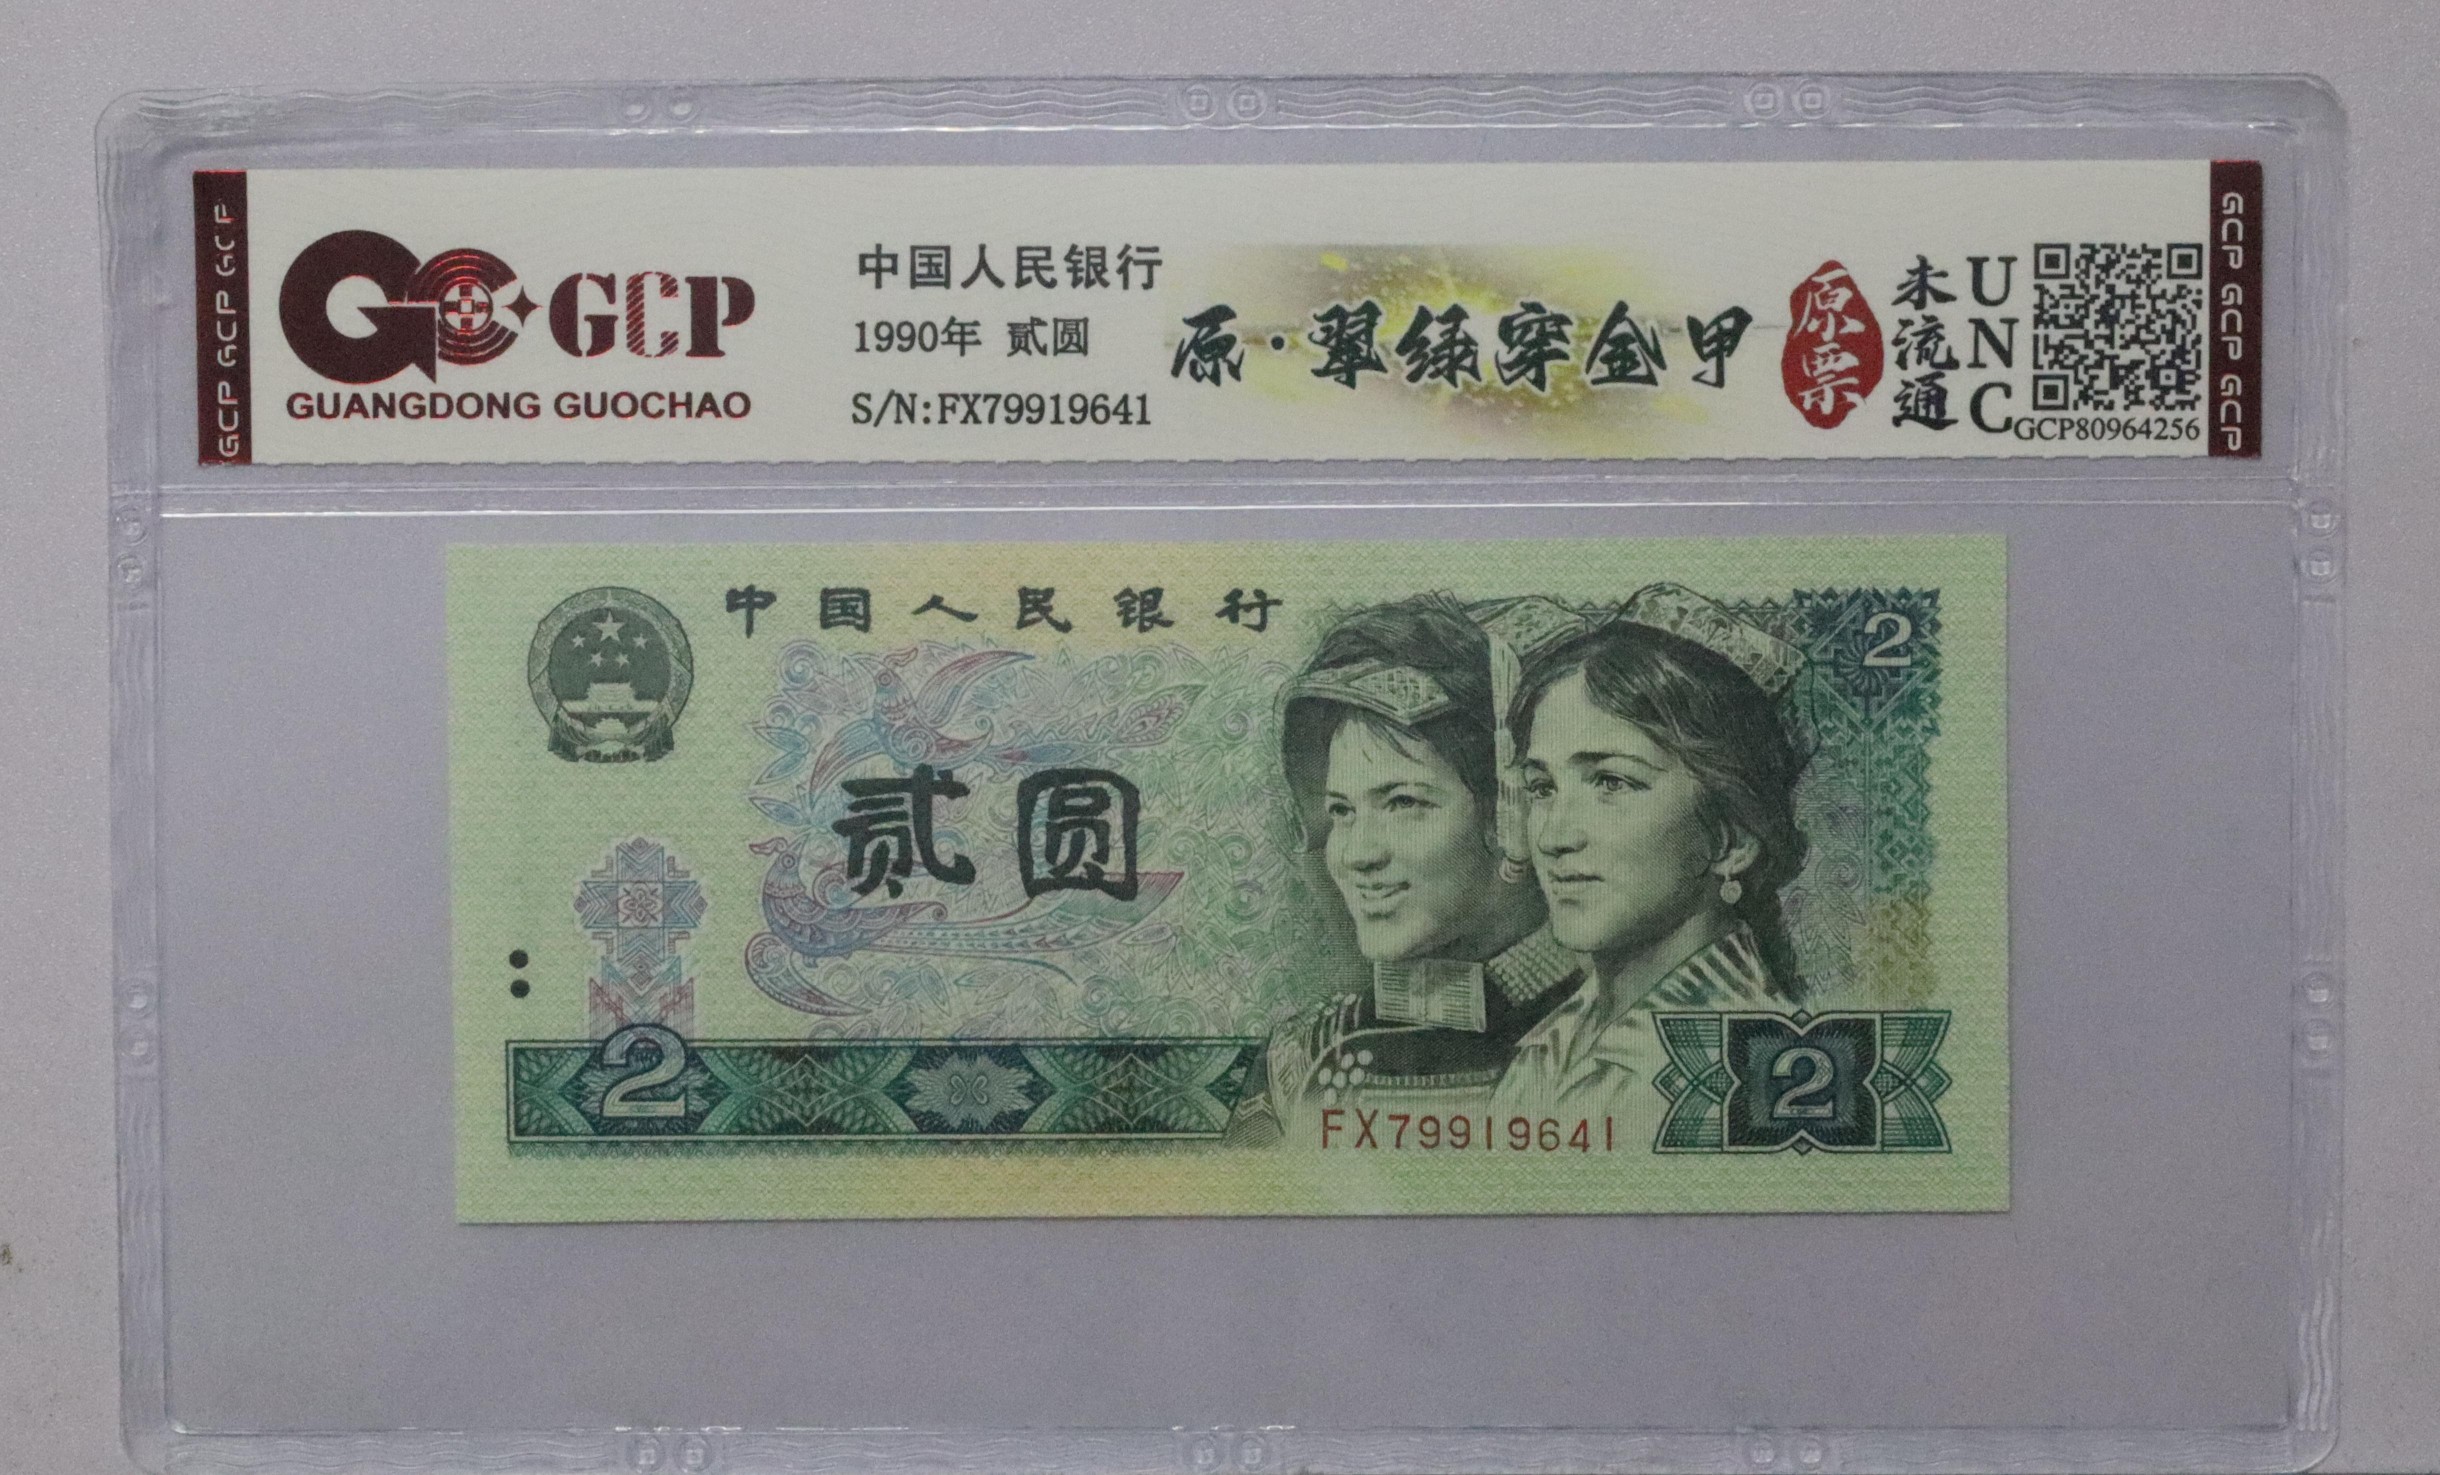 GCP GCP GCP
GCP
GUANGDONG GUOCHAO
中国人民银行
1990年 贰圆
S/N:FX79919641
原·翠绿穿金甲
原票
未流通
UNC
GCP80964256
GCP GCP GCP
中国人民银行
2
贰圆
2
FX79919641
2